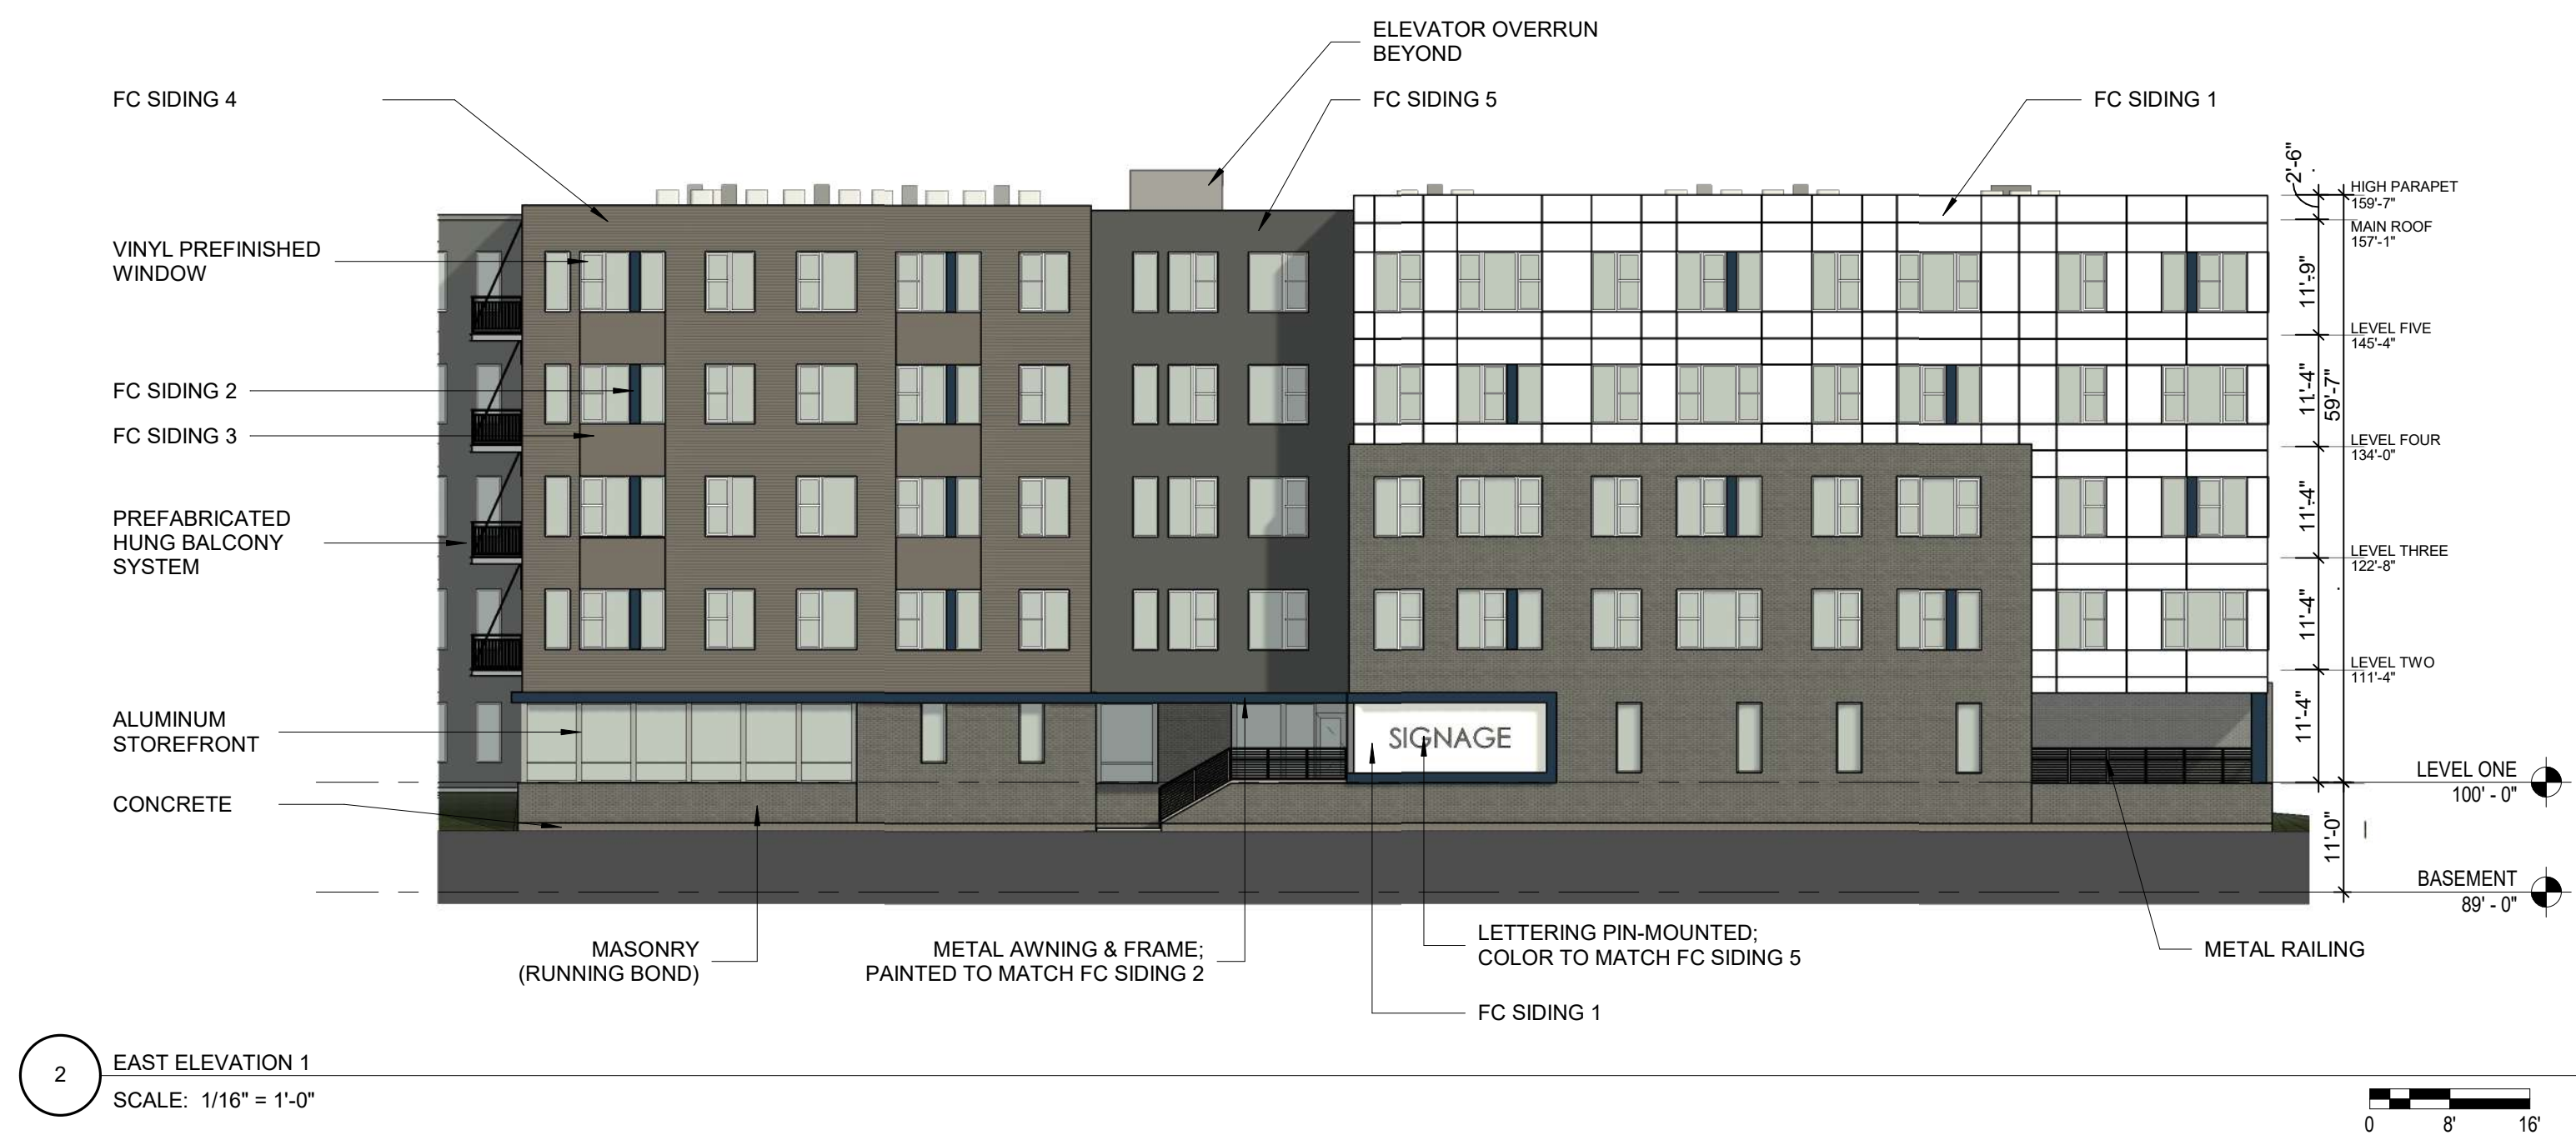 ELEVATOR OVERRUN
BEYOND
FC SIDING 4
FC SIDING 5
FC SIDING 1
VINYL PREFINISHED
WINDOW
FC SIDING 2
FC SIDING 3
PREFABRICATED
HUNG BALCONY
SYSTEM
ALUMINUM
STOREFRONT
CONCRETE
SIGNAGE
2'-6"
HIGH PARAPET
159'-7"
MAIN ROOF
157'-1"
11'-9"
LEVEL FIVE
145'-4"
11'-4"
59'-7"
LEVEL FOUR
134'-0"
11'-4"
LEVEL THREE
122'-8"
11'-4"
LEVEL TWO
111'-4"
11'-4"
LEVEL ONE
100' - 0"
11'-0"
BASEMENT
89' - 0"
MASONRY
(RUNNING BOND)
METAL AWNING & FRAME;
PAINTED TO MATCH FC SIDING 2
LETTERING PIN-MOUNTED;
COLOR TO MATCH FC SIDING 5
FC SIDING 1
METAL RAILING
2
EAST ELEVATION 1
SCALE: 1/16" = 1'-0"
0 8' 16'